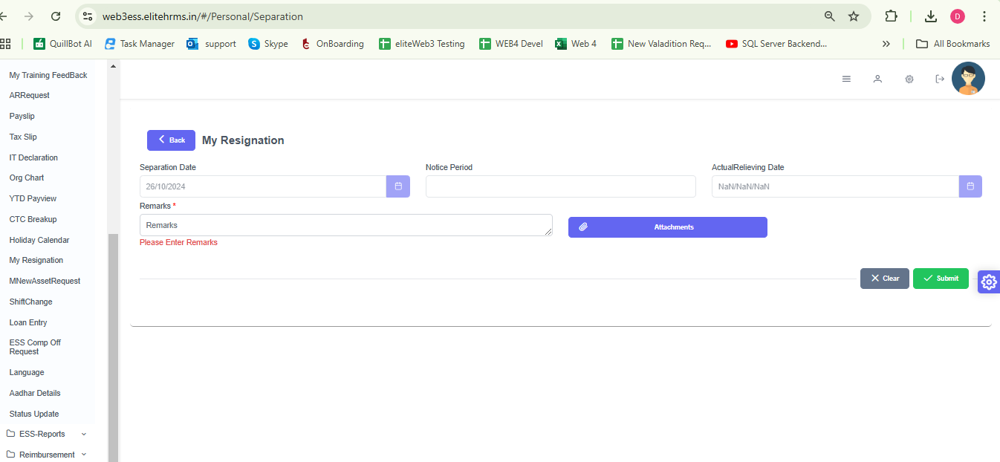 web3ess.elitehrms.in/#/Personal/Separation
D
QuillBot AI Task Manager support Skype OnBoarding eliteWeb3 Testing WEB4 Devel Web 4 New Valadition Req... SQL Server Backend... All Bookmarks
My Training FeedBack
ARRequest
Payslip
Tax Slip
IT Declaration
Org Chart
YTD Payview
CTC Breakup
Holiday Calendar
My Resignation
MNewAssetRequest
ShiftChange
Loan Entry
ESS Comp Off
Request
Language
Aadhar Details
Status Update
ESS-Reports
Reimbursement
Back My Resignation
Separation Date Notice Period ActualRelieving Date
26/10/2024 NaN/NaN/NaN
Remarks *
Remarks
Attachments
Please Enter Remarks
Clear Submit